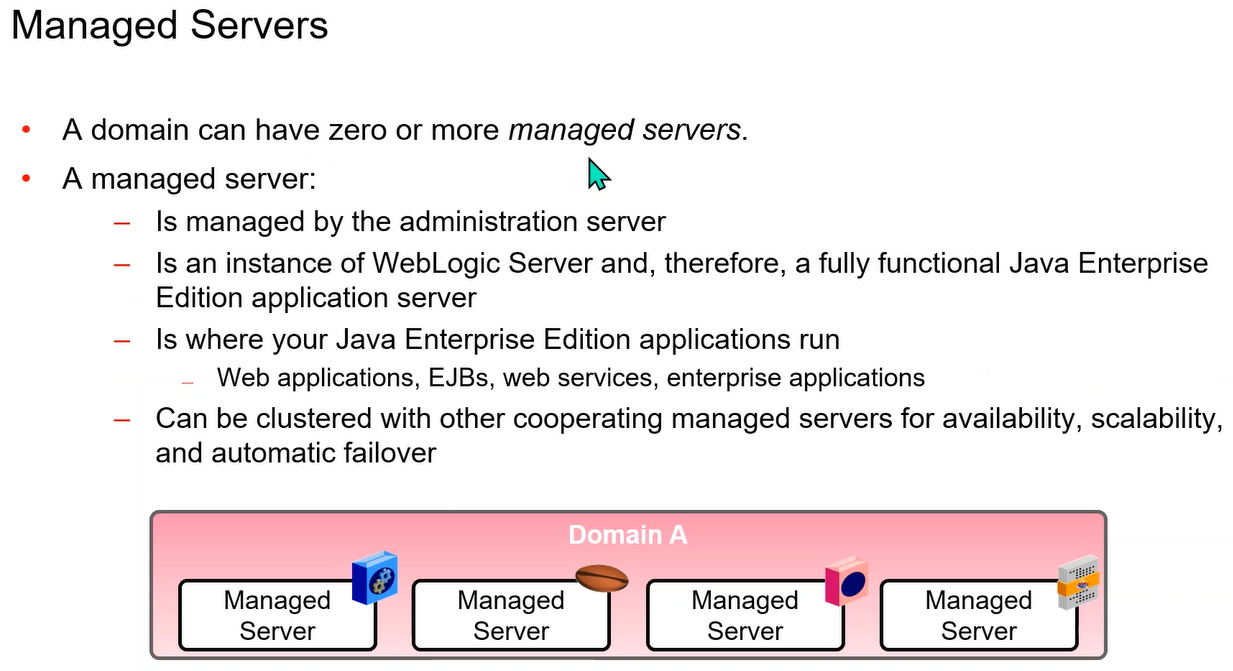 Managed Servers
• A domain can have zero or more managed servers.
• A managed server:
– Is managed by the administration server
– Is an instance of WebLogic Server and, therefore, a fully functional Java Enterprise
Edition application server
– Is where your Java Enterprise Edition applications run
– Web applications, EJBs, web services, enterprise applications
– Can be clustered with other cooperating managed servers for availability, scalability,
and automatic failover
Domain A
Managed
Server
Managed
Server
Managed
Server
Managed
Server